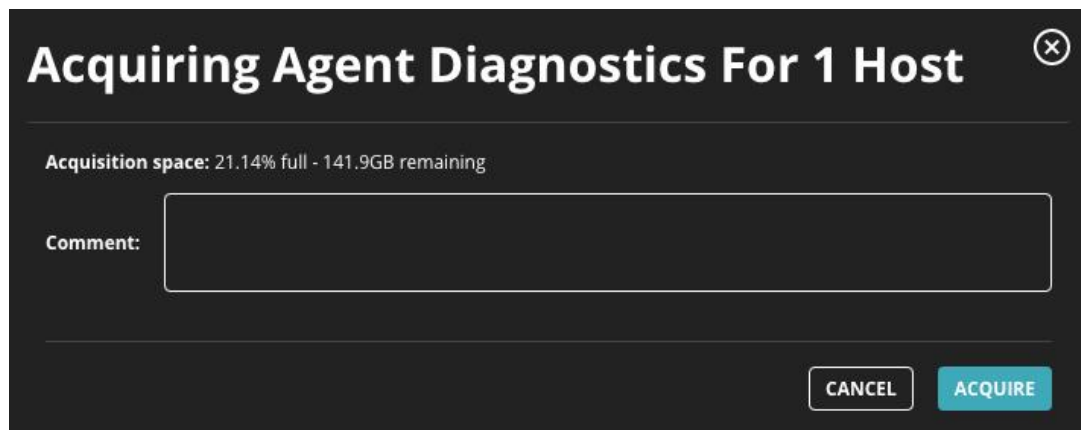 Acquiring Agent Diagnostics For 1 Host
Acquisition space: 21.14% full - 141.9GB remaining
Comment:
CANCEL ACQUIRE